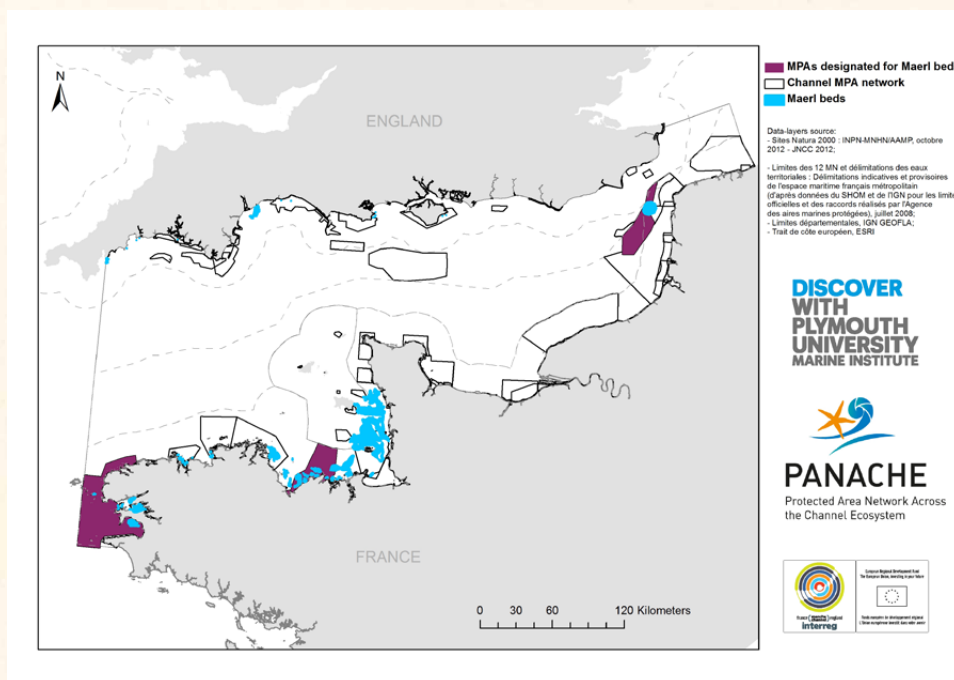 N
ENGLAND
FRANCE
0 30 60 120 Kilometers
MPAs designated for Maerl bed
Channel MPA network
Maerl beds
Data-layers source:
- Sites Natura 2000 : INPN-MNHN/AAMP, octobre
2012 - JNCC 2012;
- Limites des 12 MN et délimitations des eaux
territoriales : Délimitations indicatives et provisoires
de l'espace maritime français métropolitain
(d'après données du SHOM et de l'IGN pour les limite
officielles et des raccords réalisés par l'Agence
des aires marines protégées), juillet 2008;
- Limites départementales, IGN GEOFLA;
- Trait de côte européen, ESRI
DISCOVER
WITH
PLYMOUTH
UNIVERSITY
MARINE INSTITUTE
PANACHE
Protected Area Network Across
the Channel Ecosystem
interreg